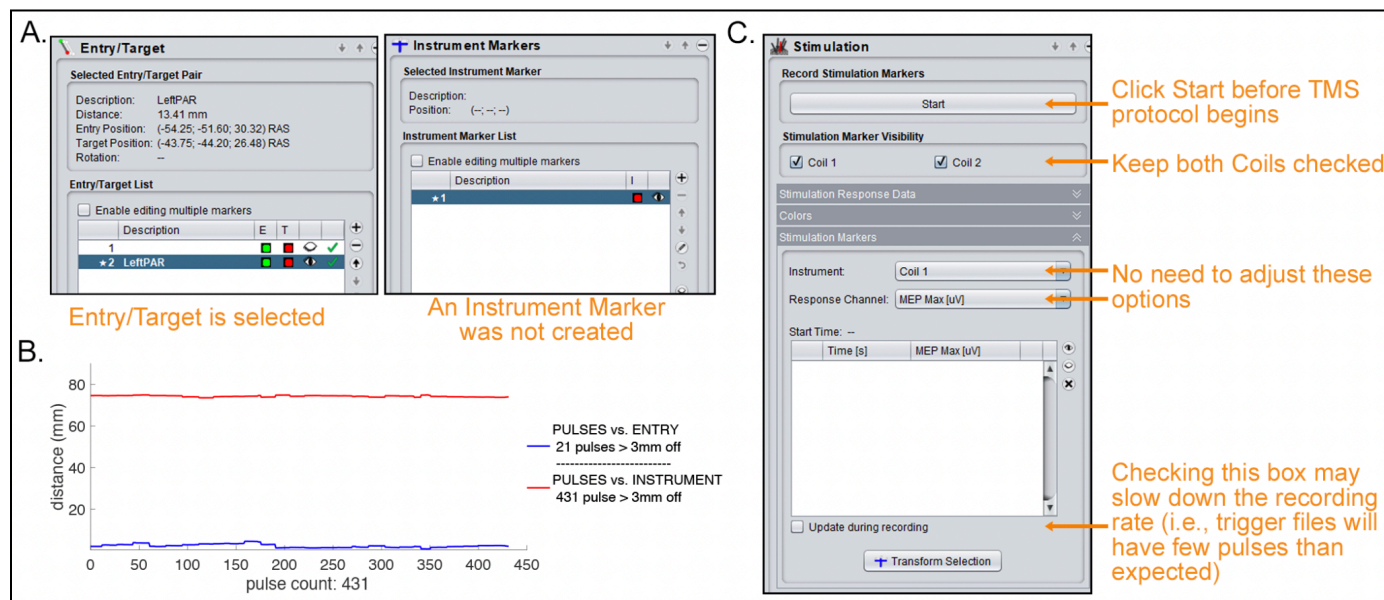 A.
Entry/Target
Selected Entry/Target Pair
Description: LeftPAR
Distance: 13.41 mm
Entry Position: (-54.25; -51.60; 30.32) RAS
Target Position: (-43.75; -44.20; 26.48) RAS
Rotation: --
Entry/Target List
Enable editing multiple markers
Description E T
1
★2 LeftPAR
Entry/Target is selected
Instrument Markers
Selected Instrument Marker
Description:
Position: (--; --; --)
Instrument Marker List
Enable editing multiple markers
Description I
★1
An Instrument Marker
was not created
B.
distance (mm)
80
60
40
20
0 50 100 150 200 250 300 350 400 450
pulse count: 431
PULSES vs. ENTRY
21 pulses > 3mm off
-------------------------
PULSES vs. INSTRUMENT
431 pulse > 3mm off
C.
Stimulation
Record Stimulation Markers
Start
Stimulation Marker Visibility
Coil 1 Coil 2
Stimulation Response Data
Colors
Stimulation Markers
Instrument: Coil 1
Response Channel: MEP Max [uV]
Start Time: --
Time [s] MEP Max [uV]
Update during recording
Transform Selection
Click Start before TMS
protocol begins
Keep both Coils checked
No need to adjust these
options
Checking this box may
slow down the recording
rate (i.e., trigger files will
have few pulses than
expected)